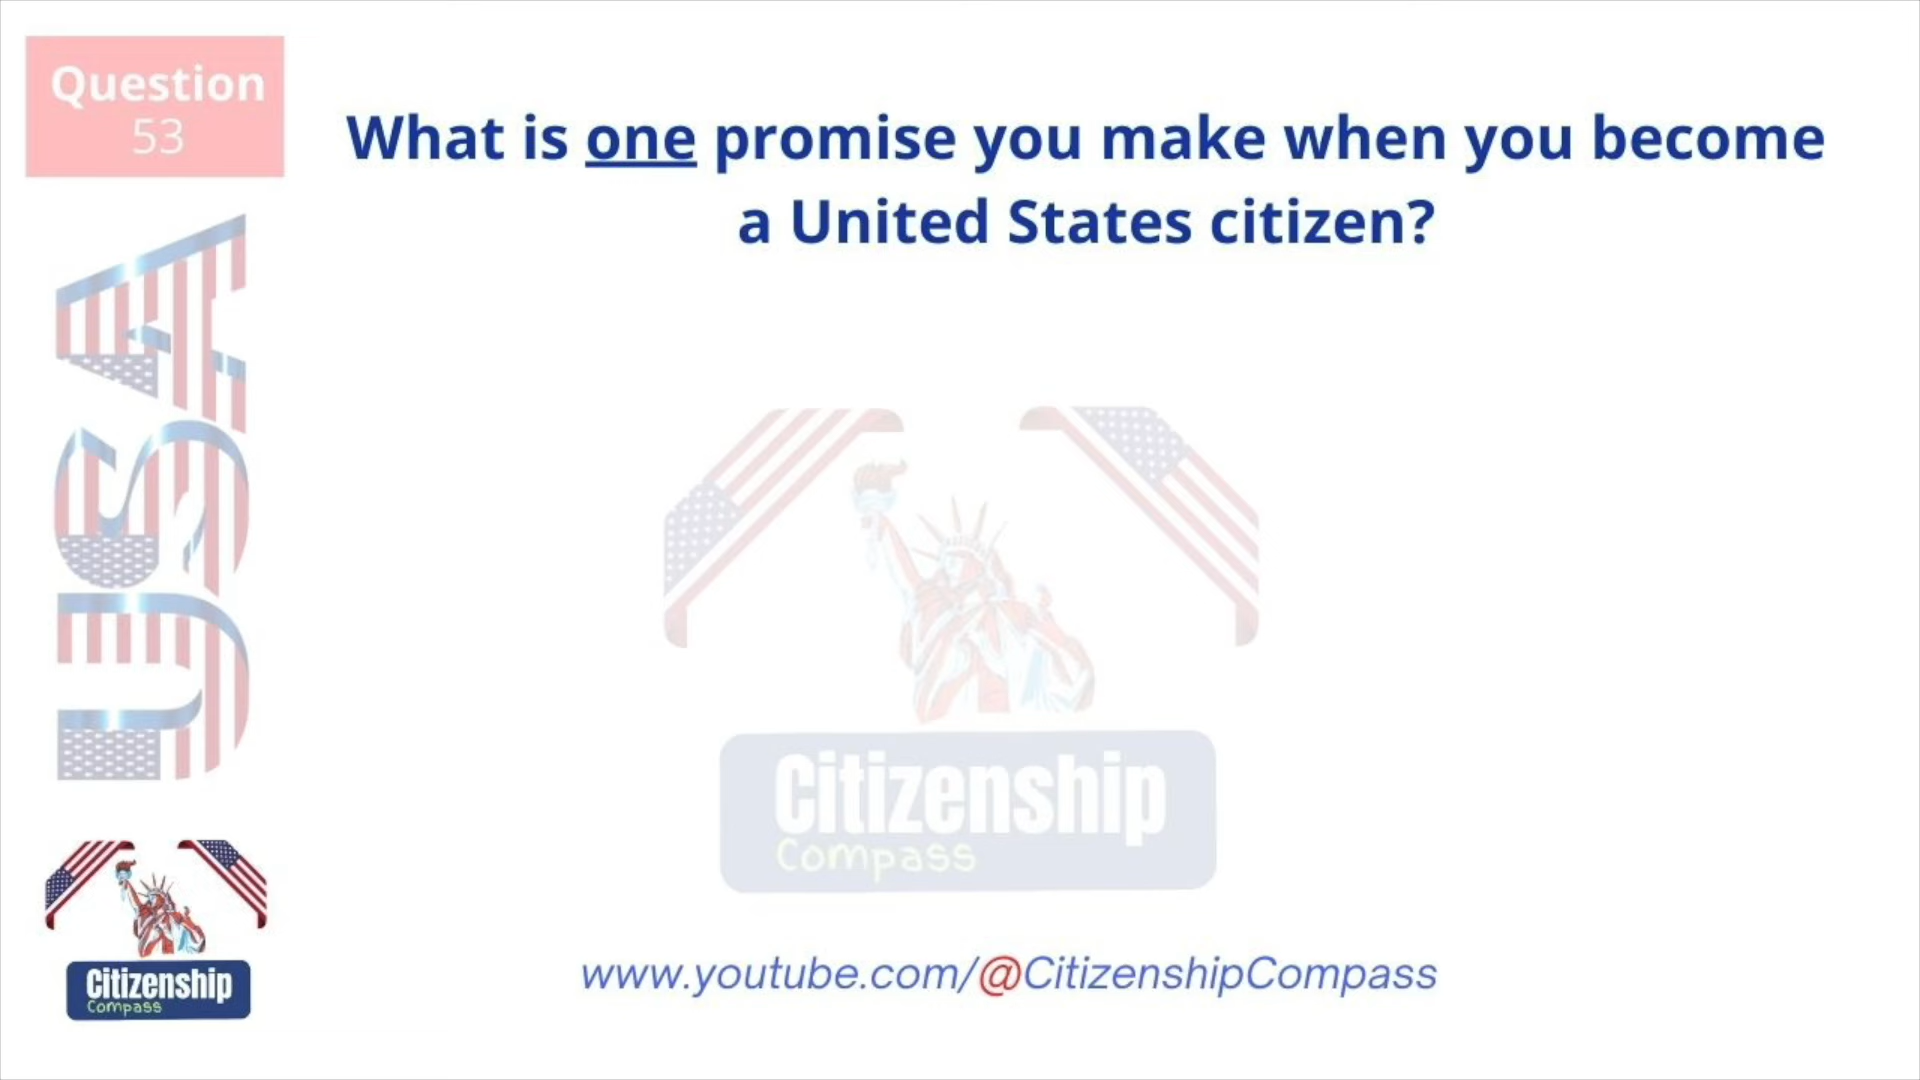 Question
53
What is one promise you make when you become
a United States citizen?
USA
Citizenship
Compass
Citizenship
Compass
www.youtube.com/@CitizenshipCompass